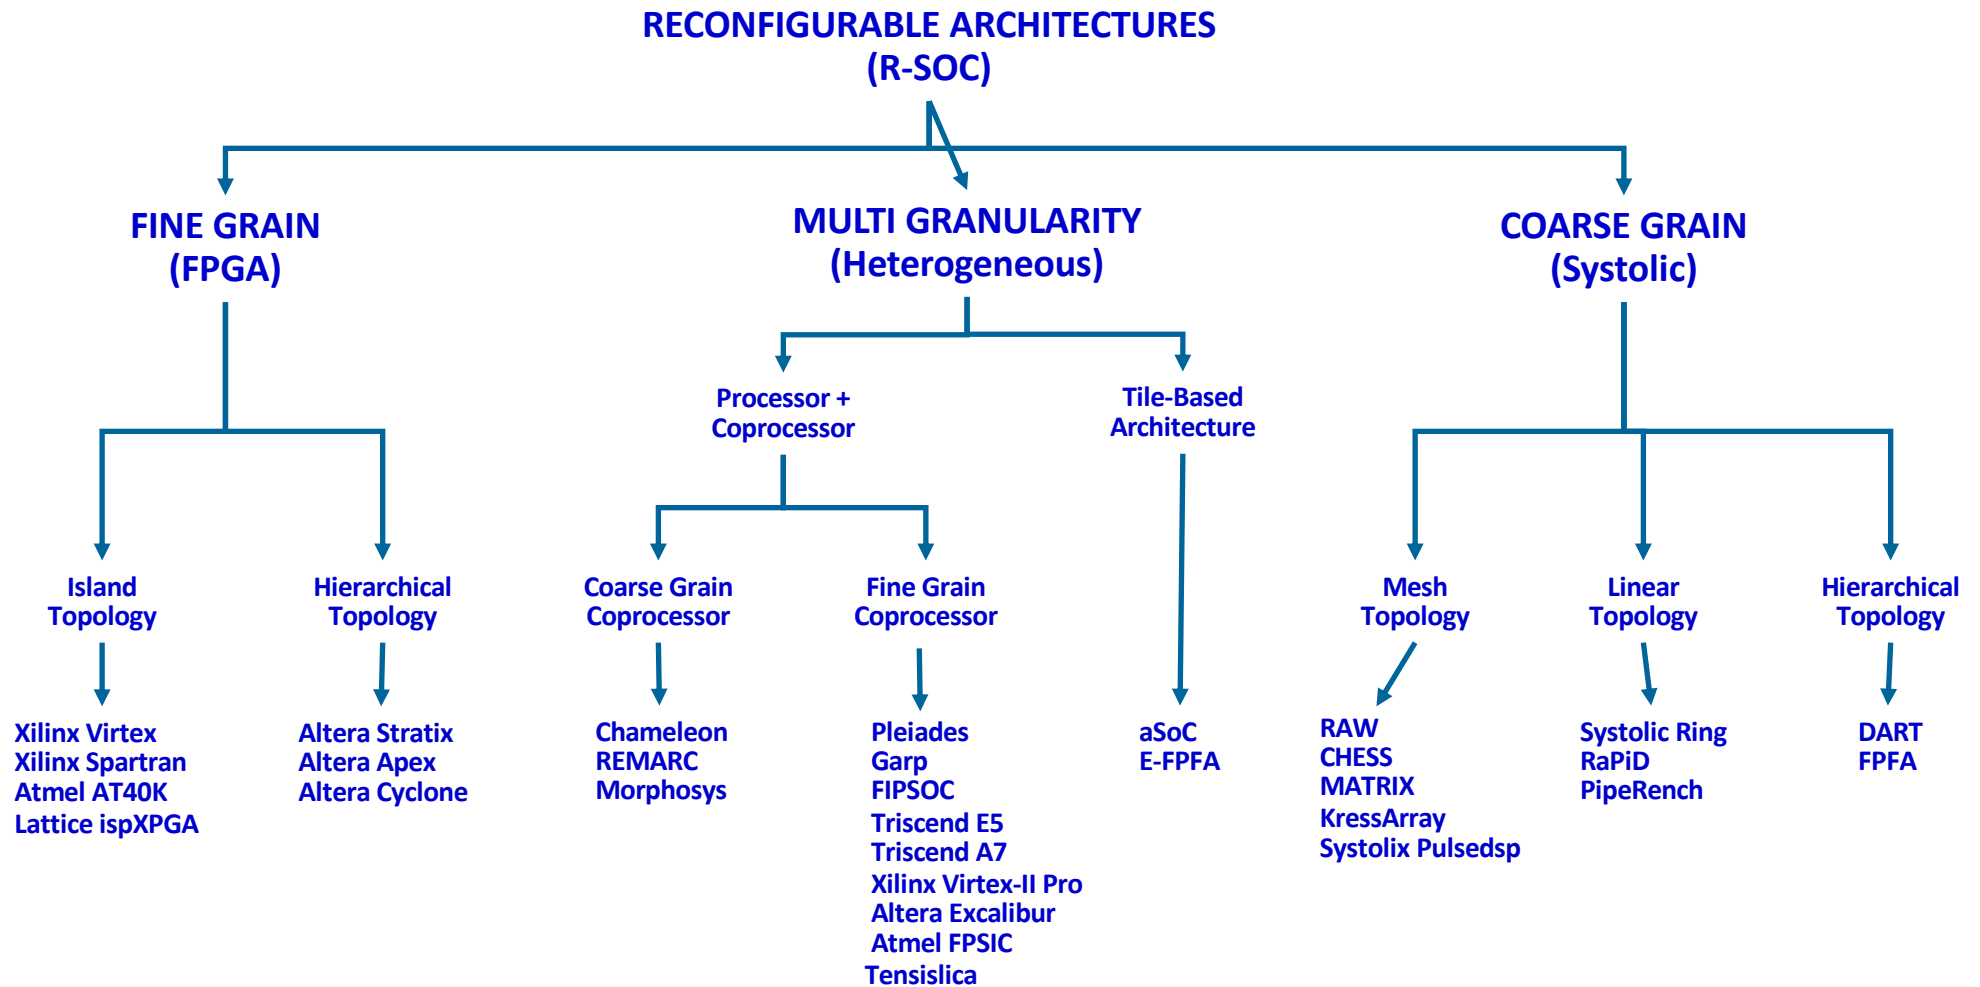 RECONFIGURABLE ARCHITECTURES
(R-SOC)
FINE GRAIN
(FPGA)
MULTI GRANULARITY
(Heterogeneous)
COARSE GRAIN
(Systolic)
Processor +
Coprocessor
Tile-Based
Architecture
Island
Topology
Hierarchical
Topology
Coarse Grain
Coprocessor
Fine Grain
Coprocessor
Mesh
Topology
Linear
Topology
Hierarchical
Topology
Xilinx Virtex
Xilinx Spartran
Atmel AT40K
Lattice ispXPGA
Altera Stratix
Altera Apex
Altera Cyclone
Chameleon
REMARC
Morphosys
Pleiades
Garp
FIPSOC
Triscend E5
Triscend A7
Xilinx Virtex-II Pro
Altera Excalibur
Atmel FPSIC
Tensislica
aSoC
E-FPFA
RAW
CHESS
MATRIX
KressArray
Systolix Pulsedsp
Systolic Ring
RaPiD
PipeRench
DART
FPFA